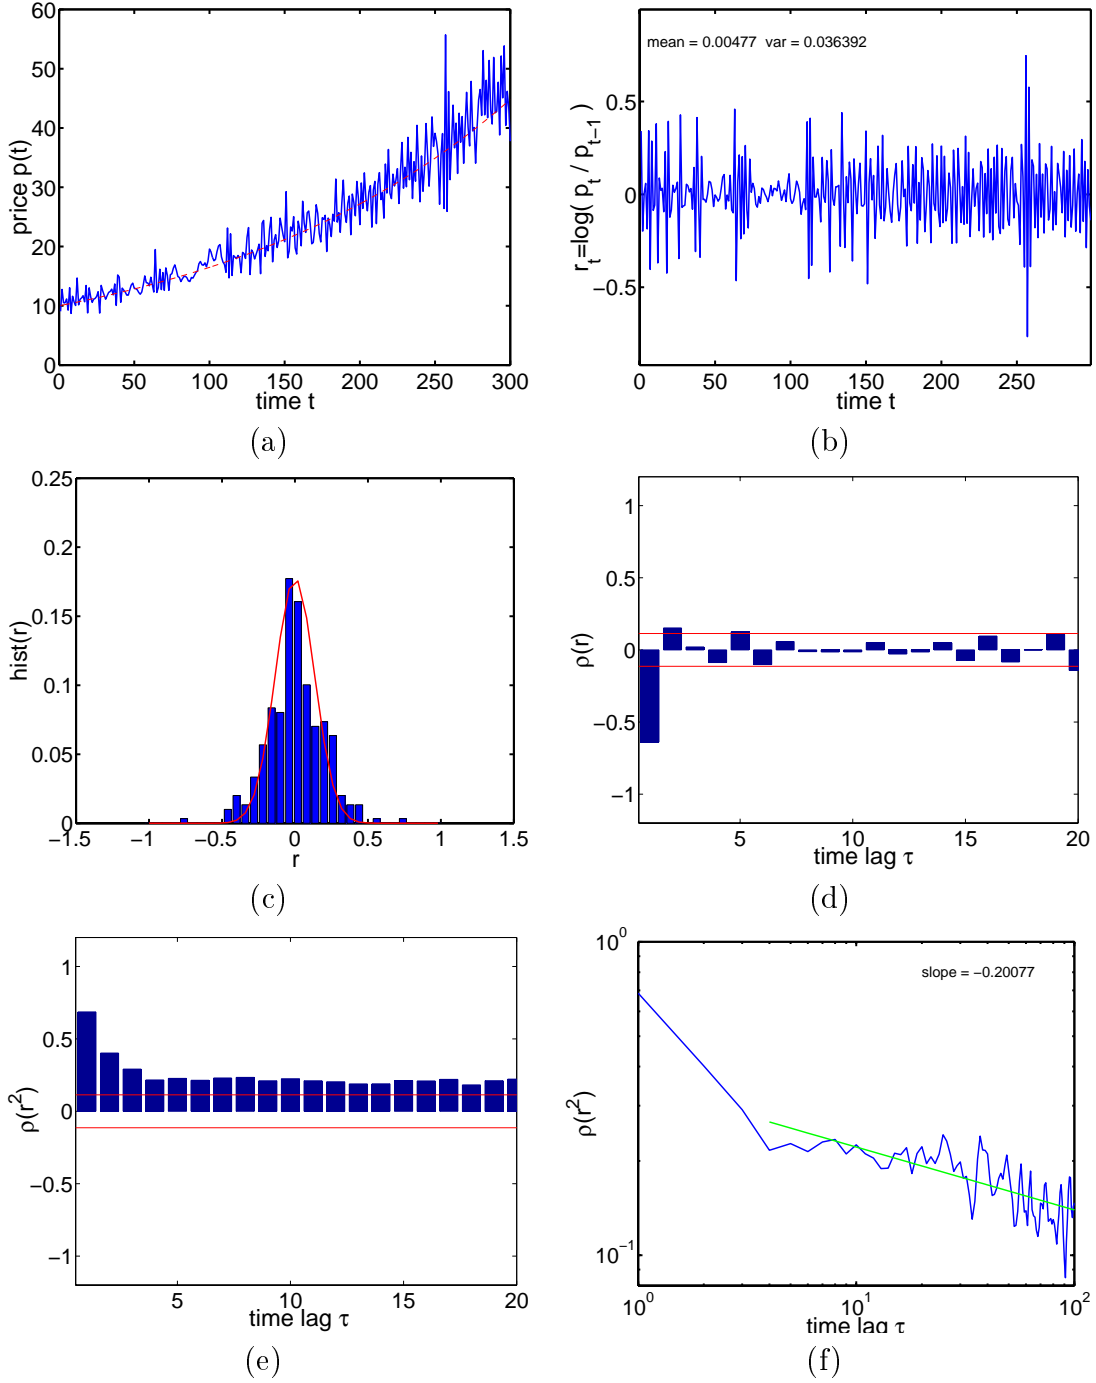 60
50
40
30
20
10
0
price p(t)
0 50 100 150 200 250 300
time t
(a)
mean = 0.00477 var = 0.036392
0.5
0
−0.5
r_t=log( p_t / p_{t−1} )
0 50 100 150 200 250
time t
(b)
0.25
0.2
0.15
0.1
0.05
0
hist(r)
−1.5 −1 −0.5 0 0.5 1 1.5
r
(c)
1
0.5
0
−0.5
−1
ρ(r)
5 10 15 20
time lag τ
(d)
1
0.5
0
−0.5
−1
ρ(r²)
5 10 15 20
time lag τ
(e)
slope = −0.20077
10⁰
10⁻¹
ρ(r²)
10⁰ 10¹ 10²
time lag τ
(f)